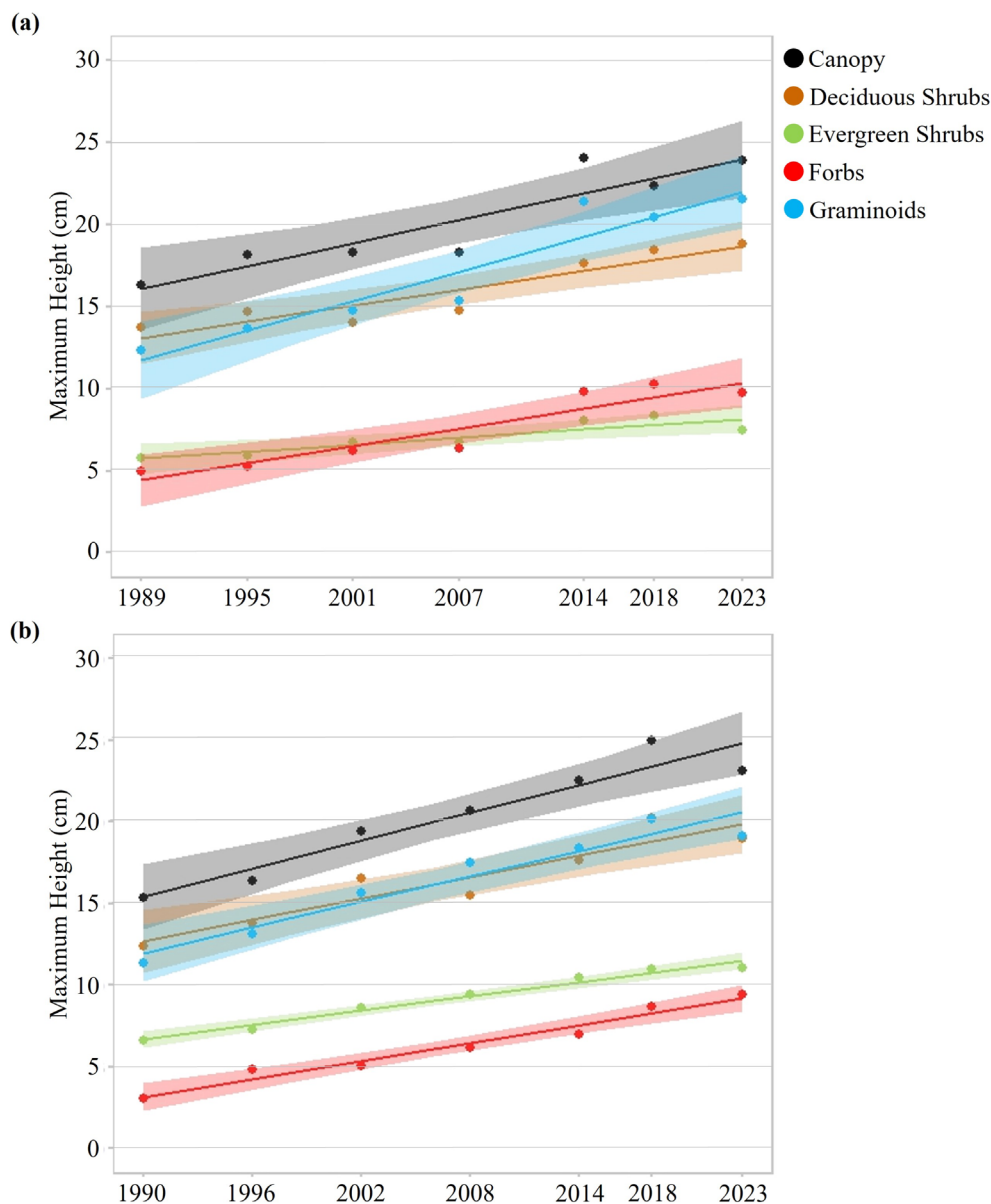 (a)
Maximum Height (cm)
30
25
20
15
10
5
0
1989 1995 2001 2007 2014 2018 2023
Canopy
Deciduous Shrubs
Evergreen Shrubs
Forbs
Graminoids
(b)
Maximum Height (cm)
30
25
20
15
10
5
0
1990 1996 2002 2008 2014 2018 2023